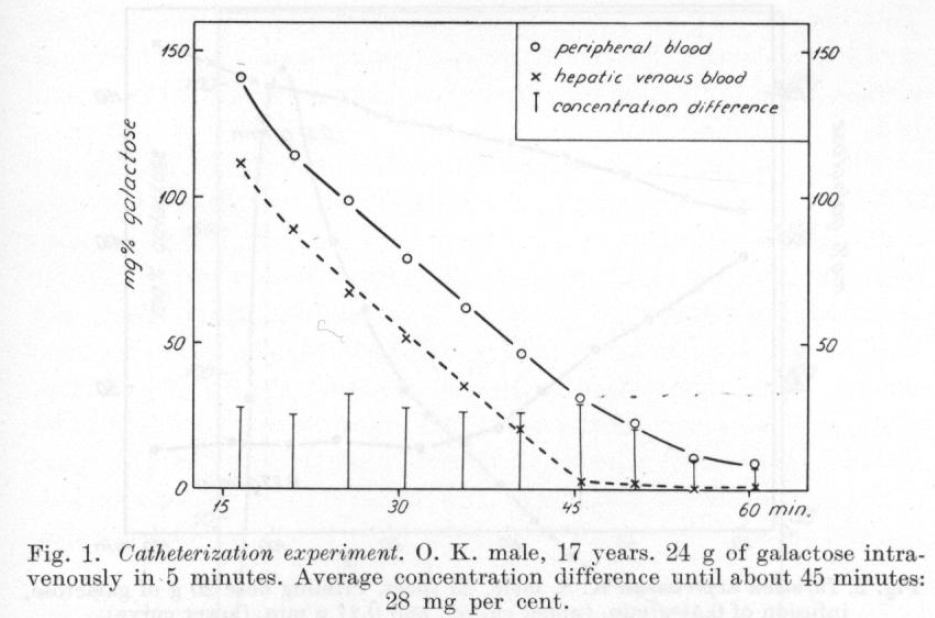 150
100
50
0
mg% galactose
o peripheral blood
x hepatic venous blood
concentration difference
150
100
50
15 30 45 60 min.
Fig. 1. Catheterization experiment. O. K. male, 17 years. 24 g of galactose intra-
venously in 5 minutes. Average concentration difference until about 45 minutes:
28 mg per cent.